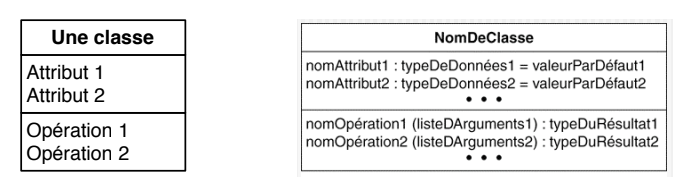 Une classe
Attribut 1
Attribut 2
Opération 1
Opération 2
NomDeClasse
nomAttribut1 : typeDeDonnées1 = valeurParDéfaut1
nomAttribut2 : typeDeDonnées2 = valeurParDéfaut2
• • •
nomOpération1 (listeDArguments1) : typeDuRésultat1
nomOpération2 (listeDArguments2) : typeDuRésultat2
• • •